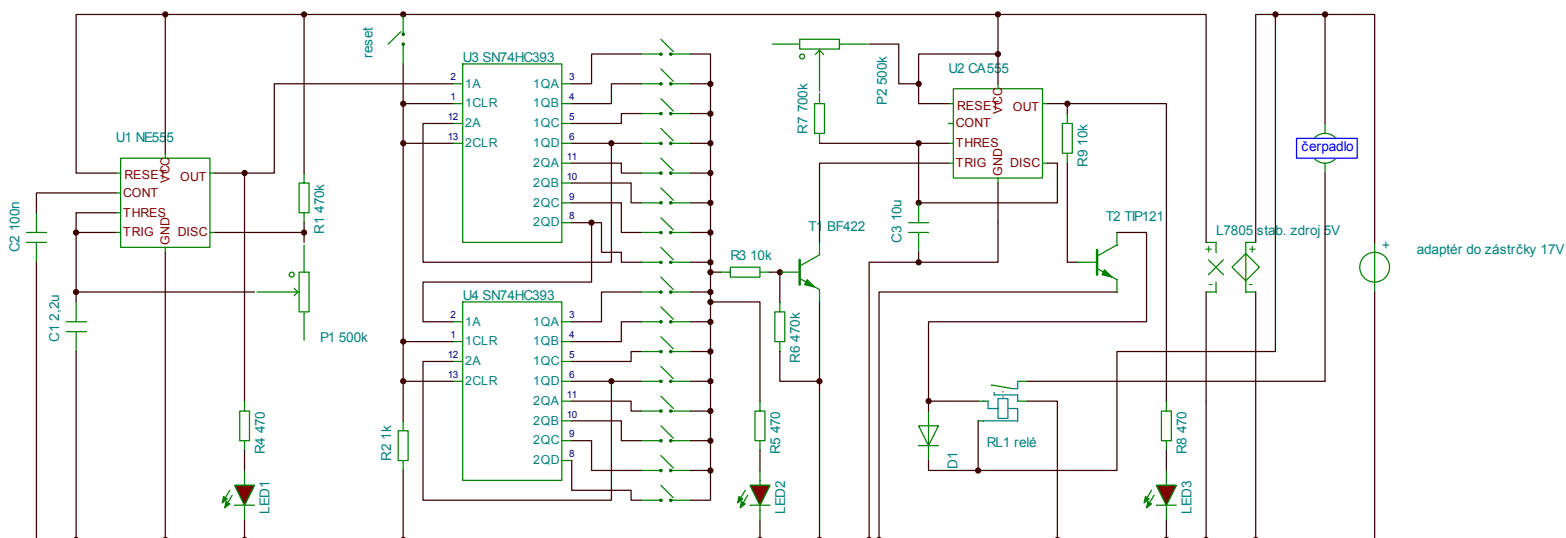 reset
U3 SN74HC393
2 1A 1QA 3
1 1CLR 1QB 4
12 2A 1QC 5
13 2CLR 1QD 6
2QA 11
2QB 10
2QC 9
2QD 8
U1 NE555
RESET VCC OUT
CONT
THRES
TRIG GND DISC
C2 100n
C1 2,2u
R1 470k
P1 500k
R4 470
LED1
R2 1k
U4 SN74HC393
2 1A 1QA 3
1 1CLR 1QB 4
12 2A 1QC 5
13 2CLR 1QD 6
2QA 11
2QB 10
2QC 9
2QD 8
R3 10k
R6 470k
R5 470
LED2
T1 BF422
R7 700k
P2 500k
U2 CA555
RESET VCC OUT
CONT
THRES
TRIG GND DISC
C3 10u
R9 10k
T2 TIP121
D1
RL1 relé
R8 470
LED3
L7805 stab. zdroj 5V
+ +
- -
čerpadlo
+
adaptér do zástrčky 17V